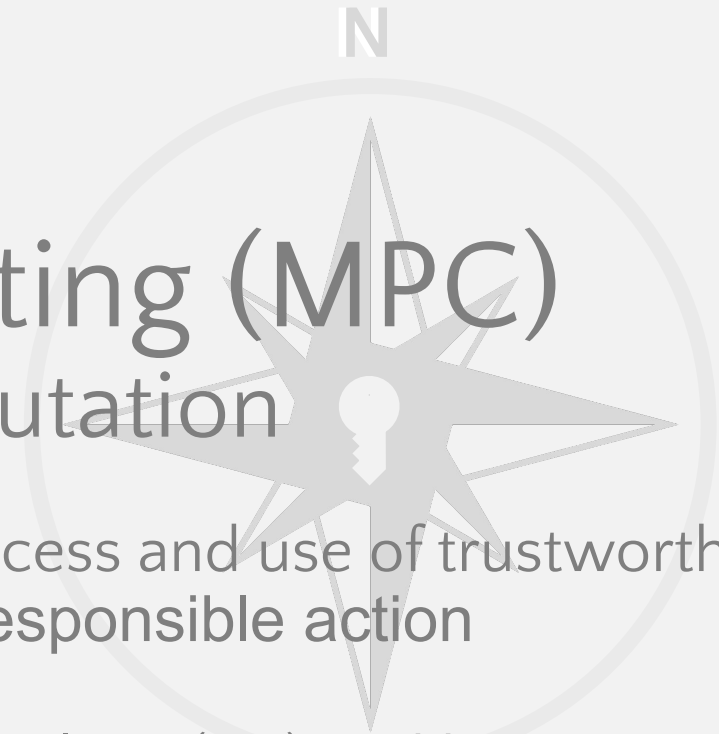 N
ting (MPC)
utation
cess and use of trustworth
esponsible action